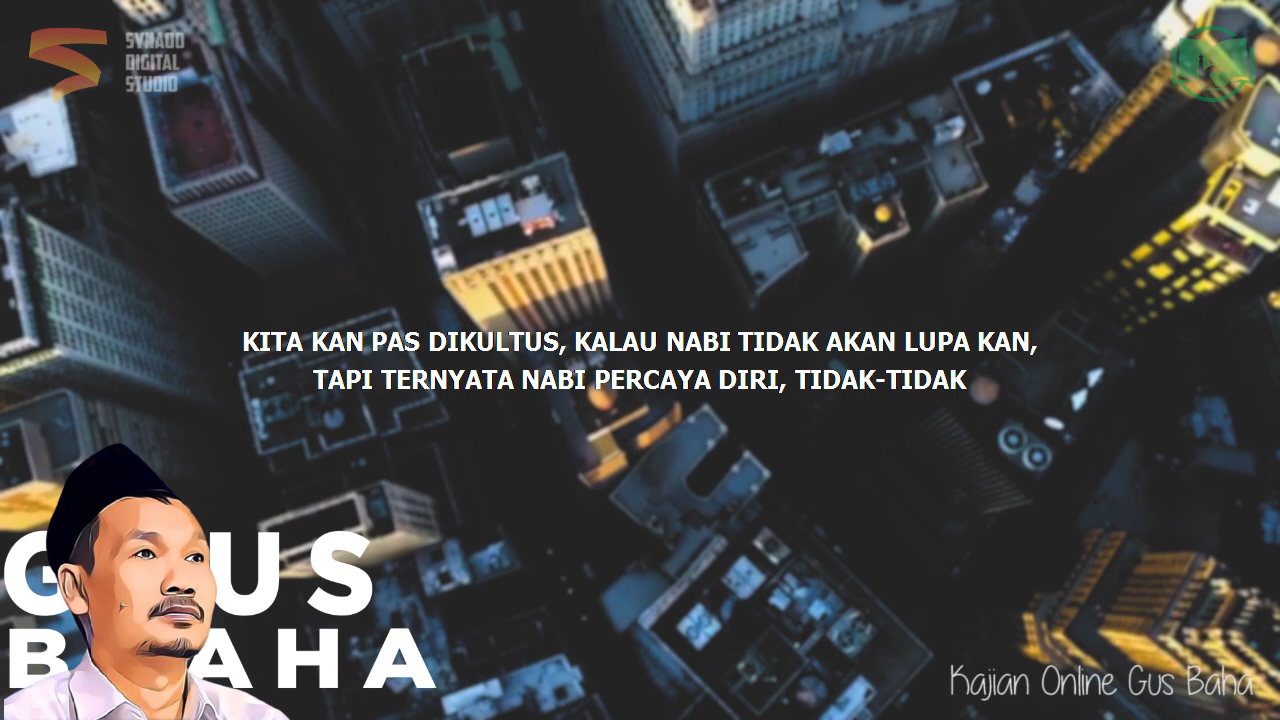 SYNADD
DIGITAL
STUDIO
KITA KAN PAS DIKULTUS, KALAU NABI TIDAK AKAN LUPA KAN,
TAPI TERNYATA NABI PERCAYA DIRI, TIDAK-TIDAK
GUS
BAHA
Kajian Online Gus Baha